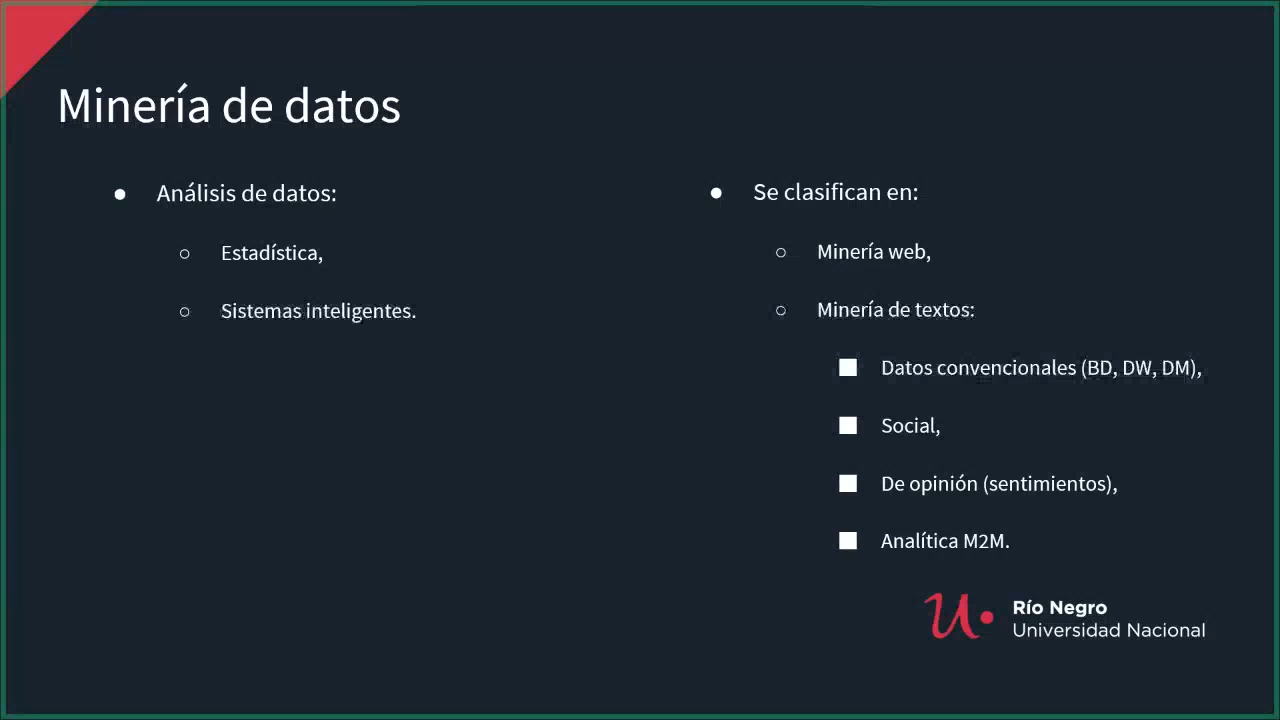 Minería de datos
● Análisis de datos:
○ Estadística,
○ Sistemas inteligentes.
● Se clasifican en:
○ Minería web,
○ Minería de textos:
■ Datos convencionales (BD, DW, DM),
■ Social,
■ De opinión (sentimientos),
■ Analítica M2M.
Río Negro
Universidad Nacional